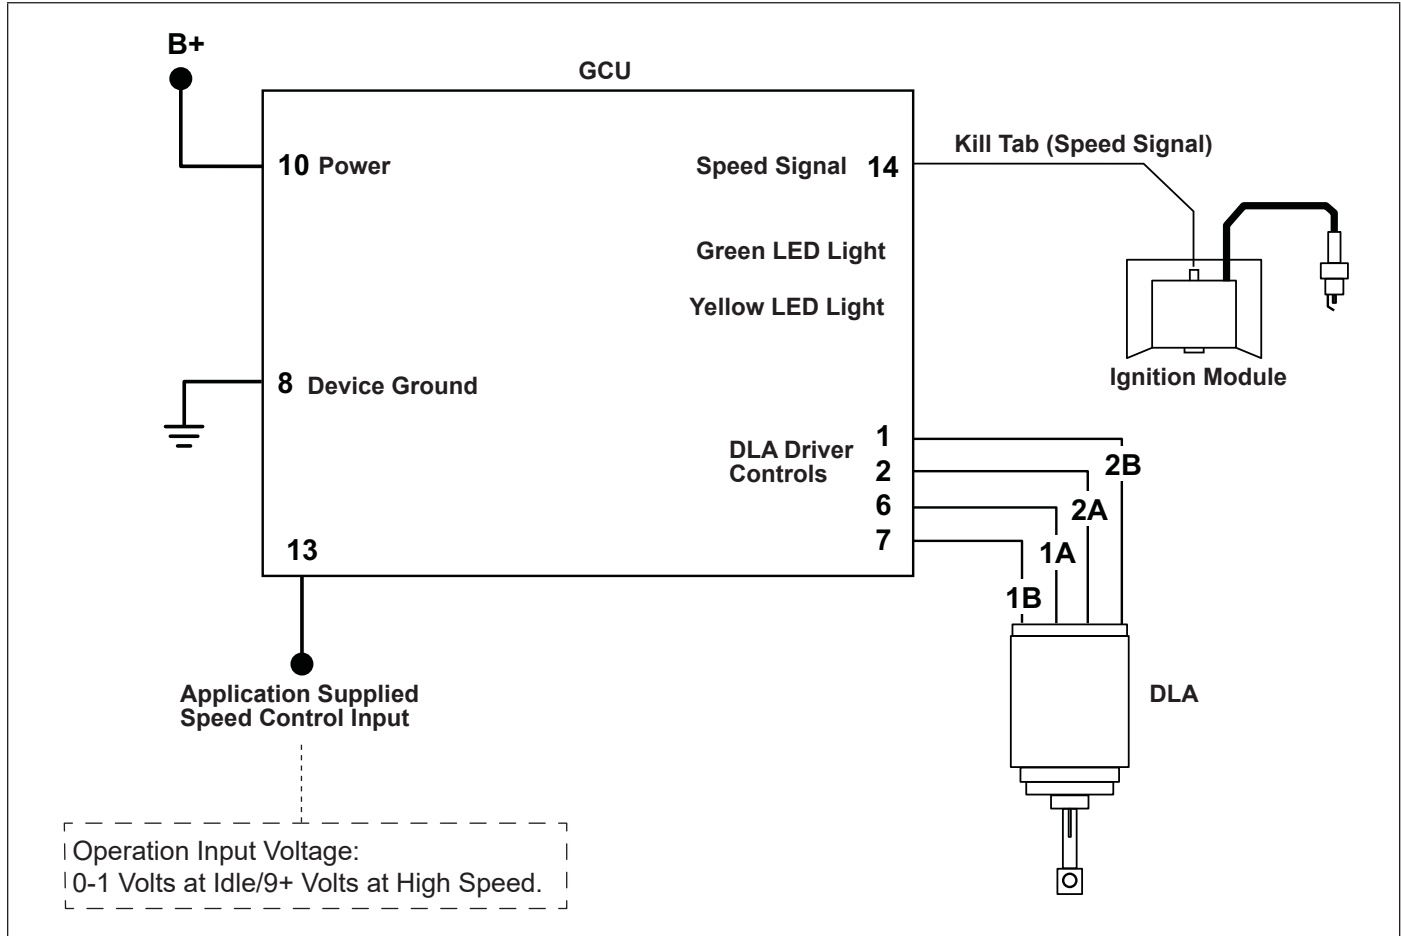 B+
GCU
Kill Tab (Speed Signal)
10 Power
Speed Signal 14
Green LED Light
Yellow LED Light
Ignition Module
8 Device Ground
DLA Driver
Controls
1
2
6
7
2B
2A
1A
1B
13
Application Supplied
Speed Control Input
DLA
Operation Input Voltage:
0-1 Volts at Idle/9+ Volts at High Speed.